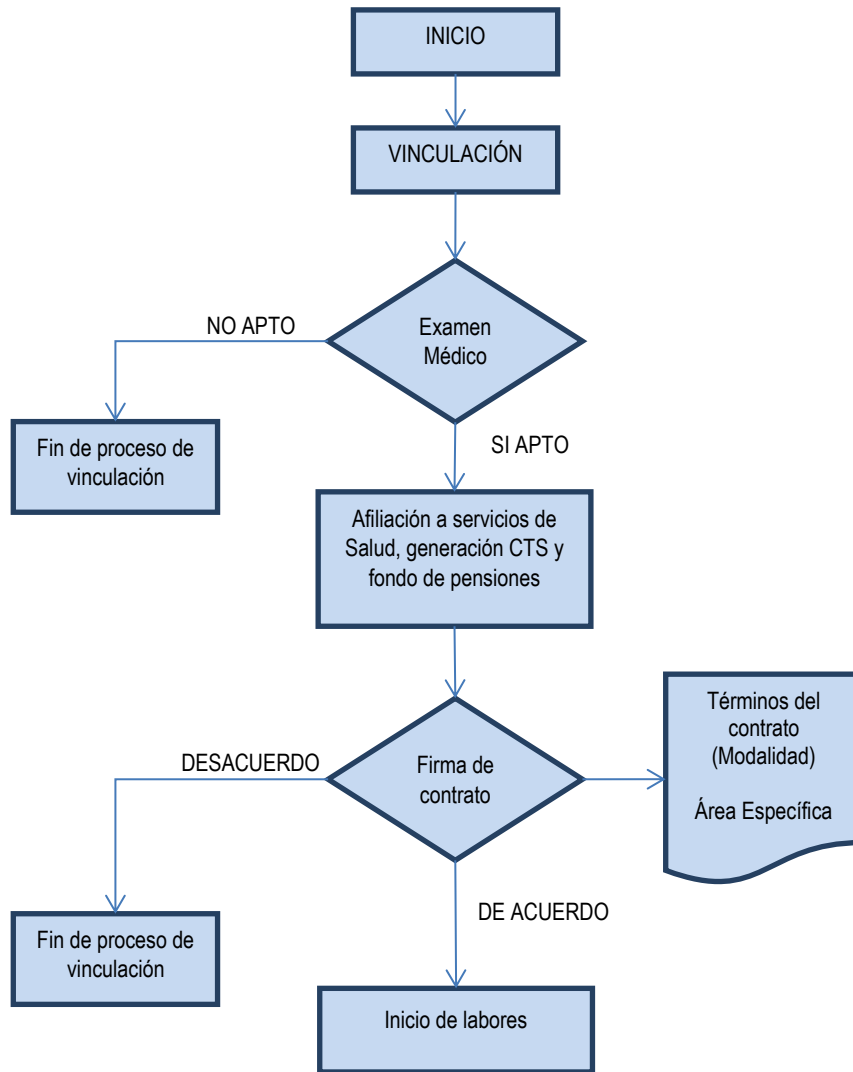 INICIO
VINCULACIÓN
NO APTO
Examen
Médico
Fin de proceso de
vinculación
SI APTO
Afiliación a servicios de
Salud, generación CTS y
fondo de pensiones
Términos del
contrato
(Modalidad)
Área Específica
DESACUERDO
Firma de
contrato
DE ACUERDO
Fin de proceso de
vinculación
Inicio de labores